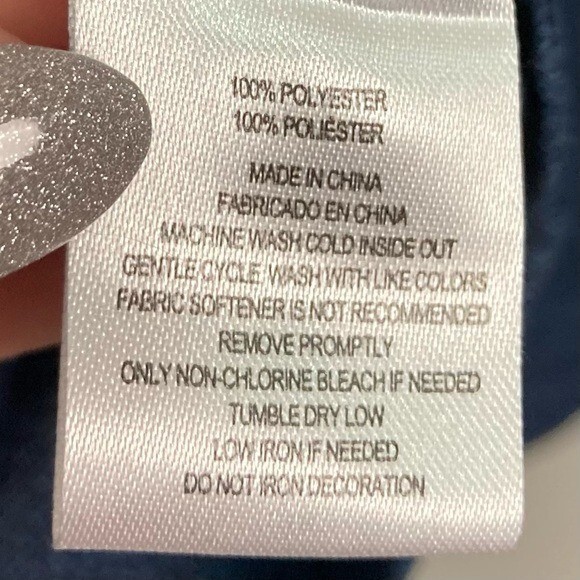 100% POLYESTER
100% POLIÉSTER
MADE IN CHINA
FABRICADO EN CHINA
MACHINE WASH COLD INSIDE OUT
GENTLE CYCLE WASH WITH LIKE COLORS
FABRIC SOFTENER IS NOT RECOMMENDED
REMOVE PROMPTLY
ONLY NON-CHLORINE BLEACH IF NEEDED
TUMBLE DRY LOW
LOW IRON IF NEEDED
DO NOT IRON DECORATION